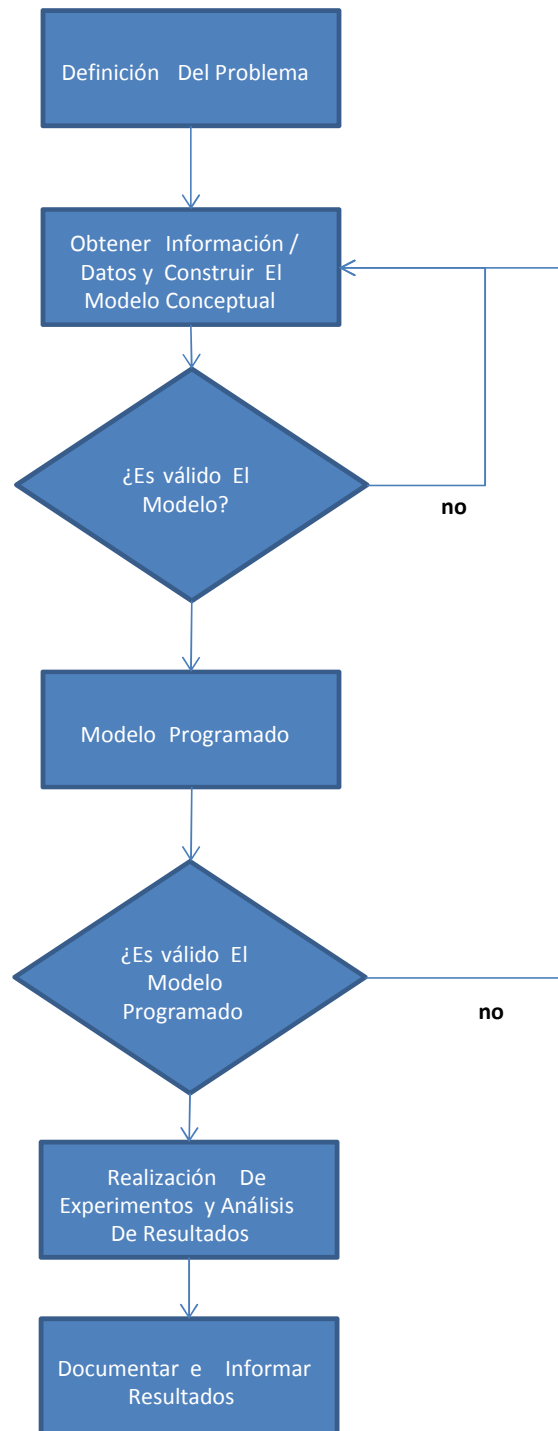 Definición Del Problema
Obtener Información /
Datos y Construir El
Modelo Conceptual
¿Es válido El
Modelo?
no
Modelo Programado
¿Es válido El
Modelo
Programado
no
Realización De
Experimentos y Análisis
De Resultados
Documentar e Informar
Resultados